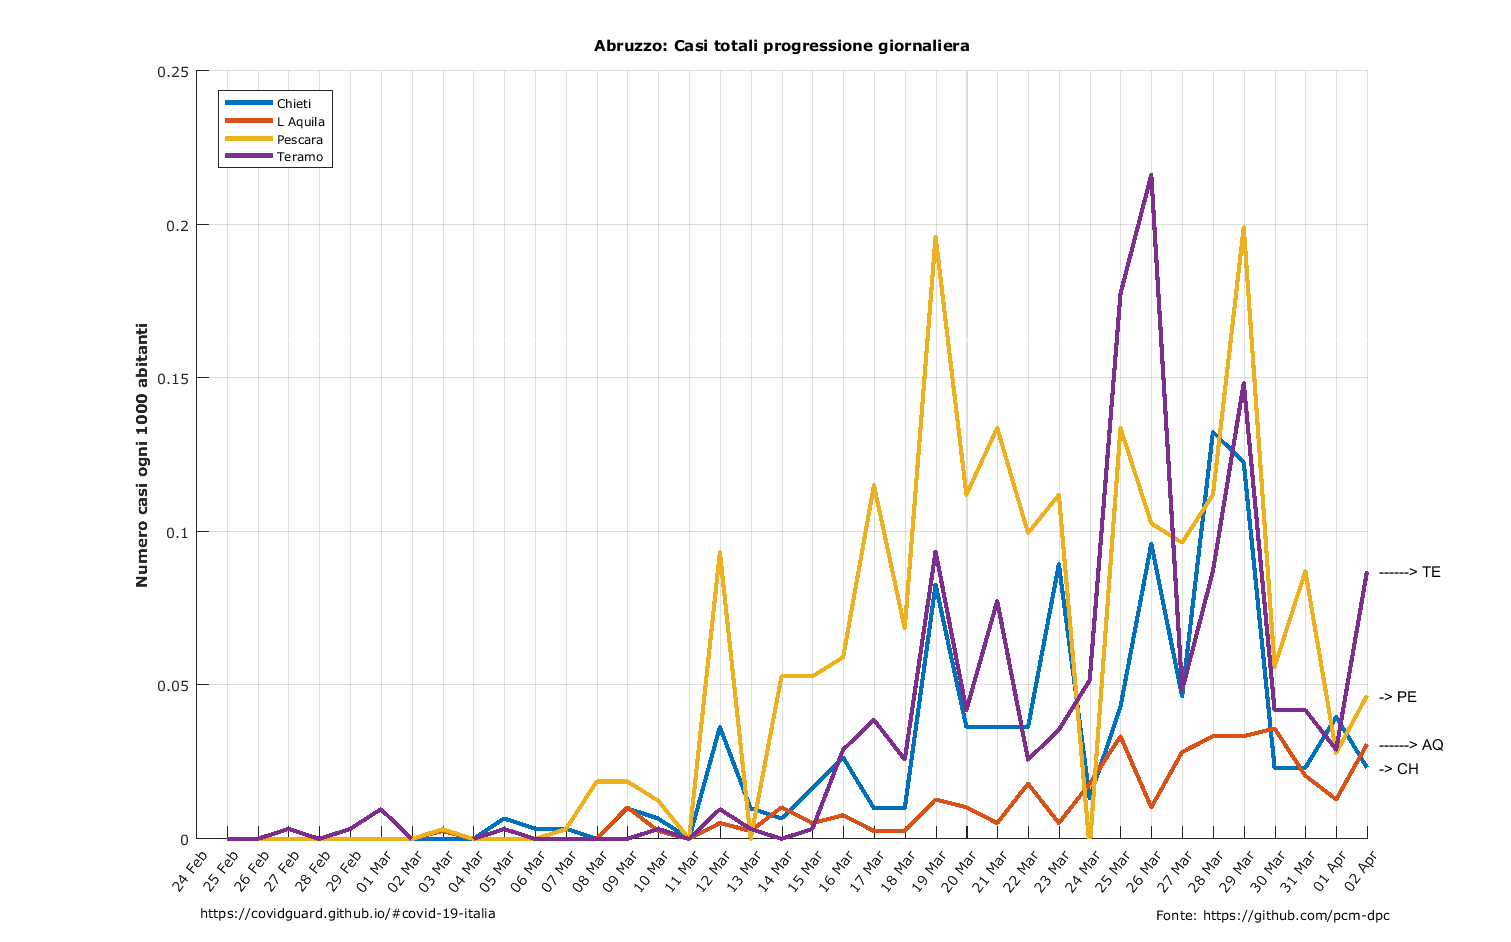 Abruzzo: Casi totali progressione giornaliera
0.25
0.2
0.15
0.1
0.05
0
Numero casi ogni 1000 abitanti
Chieti
L Aquila
Pescara
Teramo
------> TE
-> PE
------> AQ
-> CH
24 Feb
25 Feb
26 Feb
27 Feb
28 Feb
29 Feb
01 Mar
02 Mar
03 Mar
04 Mar
05 Mar
06 Mar
07 Mar
08 Mar
09 Mar
10 Mar
11 Mar
12 Mar
13 Mar
14 Mar
15 Mar
16 Mar
17 Mar
18 Mar
19 Mar
20 Mar
21 Mar
22 Mar
23 Mar
24 Mar
25 Mar
26 Mar
27 Mar
28 Mar
29 Mar
30 Mar
31 Mar
01 Apr
02 Apr
https://covidguard.github.io/#covid-19-italia
Fonte: https://github.com/pcm-dpc